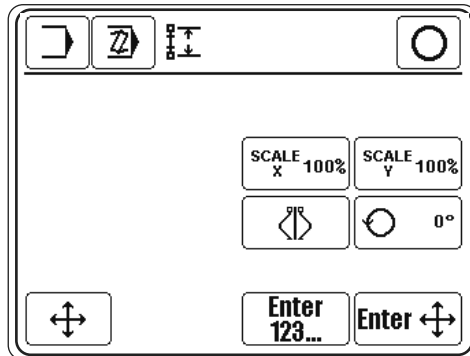 SCALE X 100%
SCALE Y 100%
0°
Enter 123...
Enter